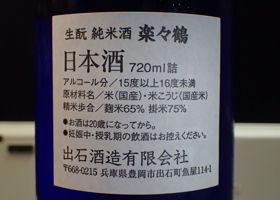 生酛 純米酒 楽々鶴
日本酒 720ml詰
アルコール分／15度以上16度未満
原材料名／米(国産)・米こうじ(国産米)
精米歩合／麹米65% 掛米75%
●お酒は20歳になってから。
●妊娠中・授乳期の飲酒はお控えください。
出石酒造有限会社
〒668-0215 兵庫県豊岡市出石町魚屋114-1